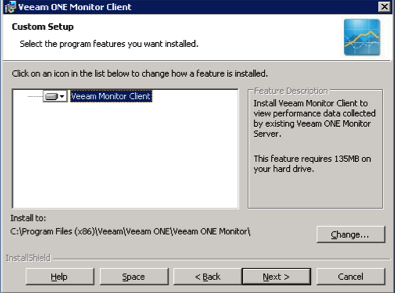 Veeam ONE Monitor Client
Custom Setup
Select the program features you want installed.
Click on an icon in the list below to change how a feature is installed.
Veeam Monitor Client
Feature Description
Install Veeam Monitor Client to
view performance data collected
by existing Veeam ONE Monitor
Server.
This feature requires 135MB on
your hard drive.
Install to:
C:\Program Files (x86)\Veeam\Veeam ONE\Veeam ONE Monitor\
Change...
InstallShield
Help
Space
< Back
Next >
Cancel